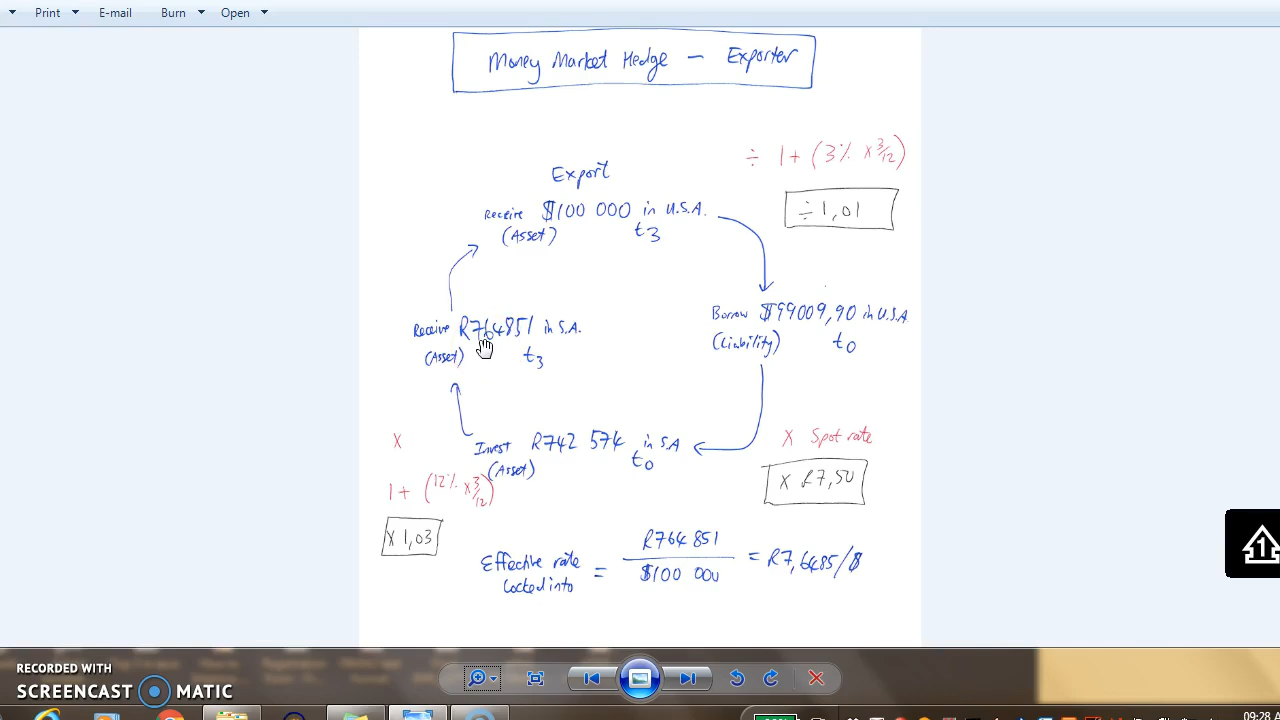 Print E-mail Burn Open
Money Market Hedge – Exporter
÷ 1 + (3% x 3/12)
÷ 1,01
Export
Receive $100 000 in U.S.A.
(Asset) t3
Borrow $99009,90 in U.S.A
(Liability) t0
Receive R764851 in S.A.
(Asset) t3
Invest R742 574 in S.A
(Asset) t0
x Spot rate
x R7,50
x
1 + (12% x 3/12)
x 1,03
Effective rate
Locked into = R764 851 / $100 000 = R7,6485/$
1
RECORDED WITH
SCREENCAST MATIC
09:28 A